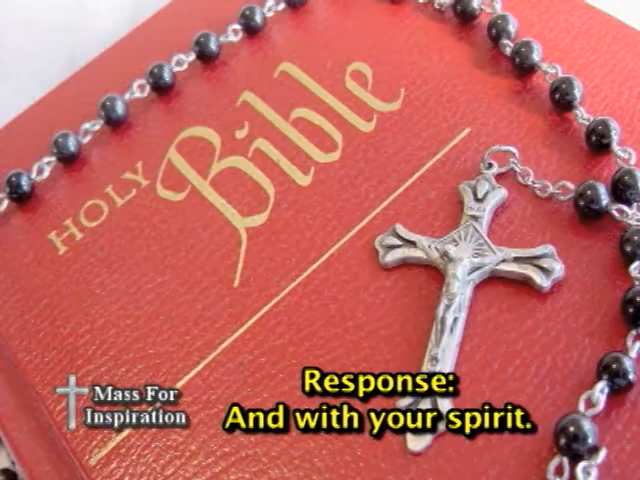 HOLY Bible
Mass For
Inspiration
Response:
And with your spirit.